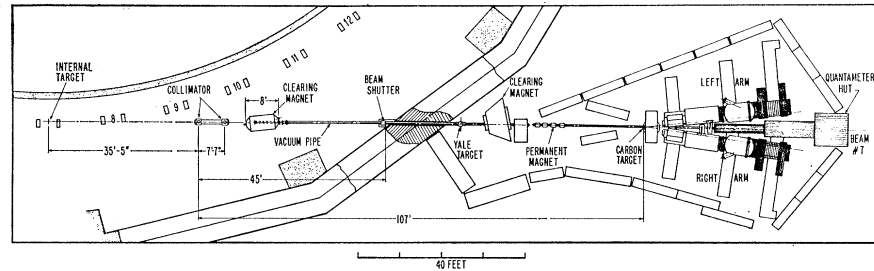 INTERNAL
TARGET
COLLIMATOR
8
9
10
11
12
8'
CLEARING
MAGNET
BEAM
SHUTTER
CLEARING
MAGNET
LEFT ARM
QUANTAMETER
HUT
VACUUM PIPE
YALE
TARGET
PERMANENT
MAGNET
CARBON
TARGET
RIGHT ARM
BEAM
#7
35'-5"
7'7"
45'
107'
40 FEET